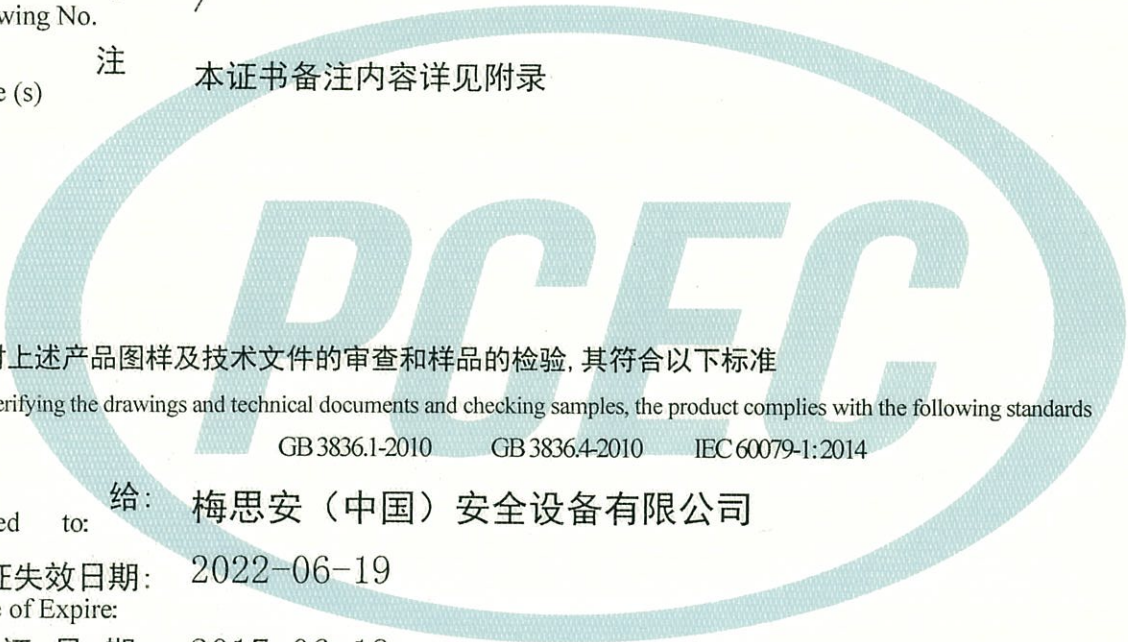 wing No.
/
注
本证书备注内容详见附录
e (s)
PCEC
上述产品图样及技术文件的审查和样品的检验,其符合以下标准
erifying the drawings and technical documents and checking samples, the product complies with the following standards
GB 3836.1-2010 GB 3836.4-2010 IEC 60079-1:2014
给: 梅思安（中国）安全设备有限公司
ed to:
证失效日期: 2022-06-19
e of Expire: